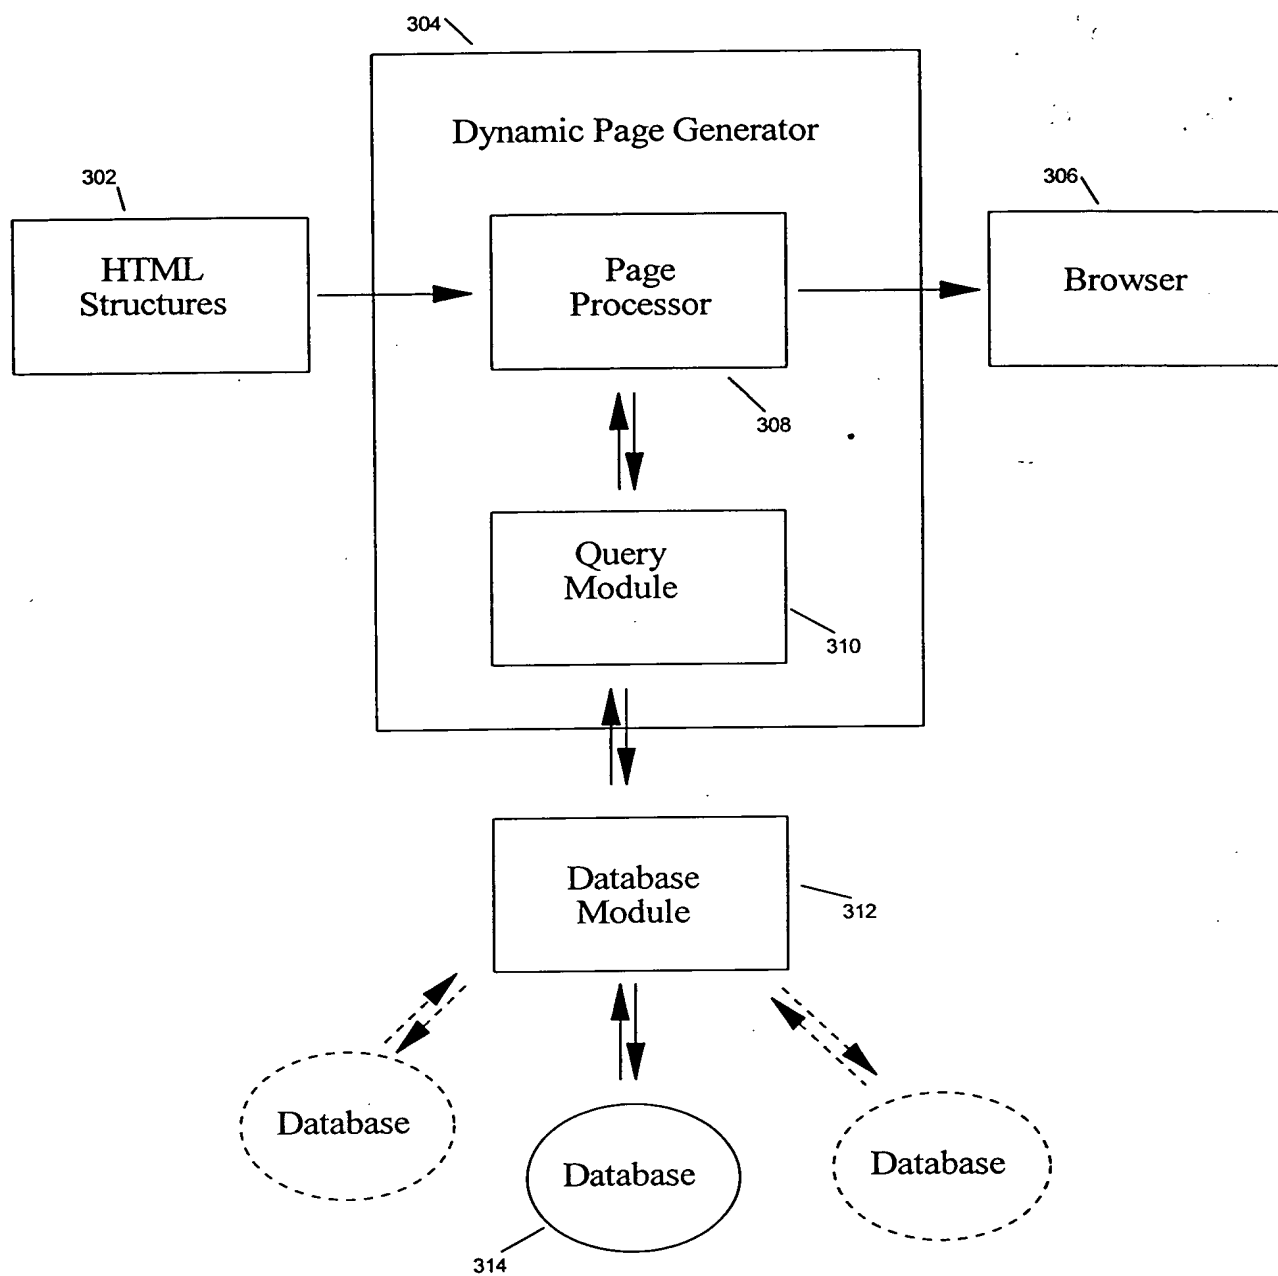 304
Dynamic Page Generator
302
306
HTML
Structures
Page
Processor
Browser
308
Query
Module
310
Database
Module
312
Database
Database
Database
314